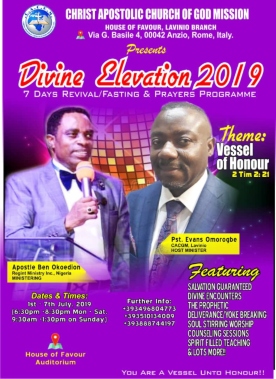 CHRIST APOSTOLIC CHURCH OF GOD MISSION
HOUSE OF FAVOUR, LAVINIO BRANCH
Via G. Basile 4, 00042 Anzio, Rome, Italy.
Presents
Divine Elevation, 2019
7 DAYS REVIVAL/FASTING & PRAYERS PROGRAMME
Theme:
Vessel
of Honour
2 Tim 2: 21
Pst. Evans Omorogbe
CACGM, Lavinio
HOST MINISTER
Apostle Ben Okoedion
Regint Ministry Inc., Nigeria
MINISTERING
Dates & Times:
1st - 7th July 2019
(6:30pm -8:30pm Mon - Sat.
9:30am -1:30pm on Sunday)
House of Favour
Auditorium
Further Info:
+393496804773
+393510134089
+393888744197
Featuring
SALVATION GUARANTEED
DIVINE ENCOUNTERS
THE PROPHETIC
DELIVERANCE/YOKE BREAKING
SOUL STIRRING WORSHIP
COUNSELING SESSIONS
SPIRIT FILLED TEACHING
& LOTS MORE!!
YOU ARE A VESSEL UNTO HONOUR!!!